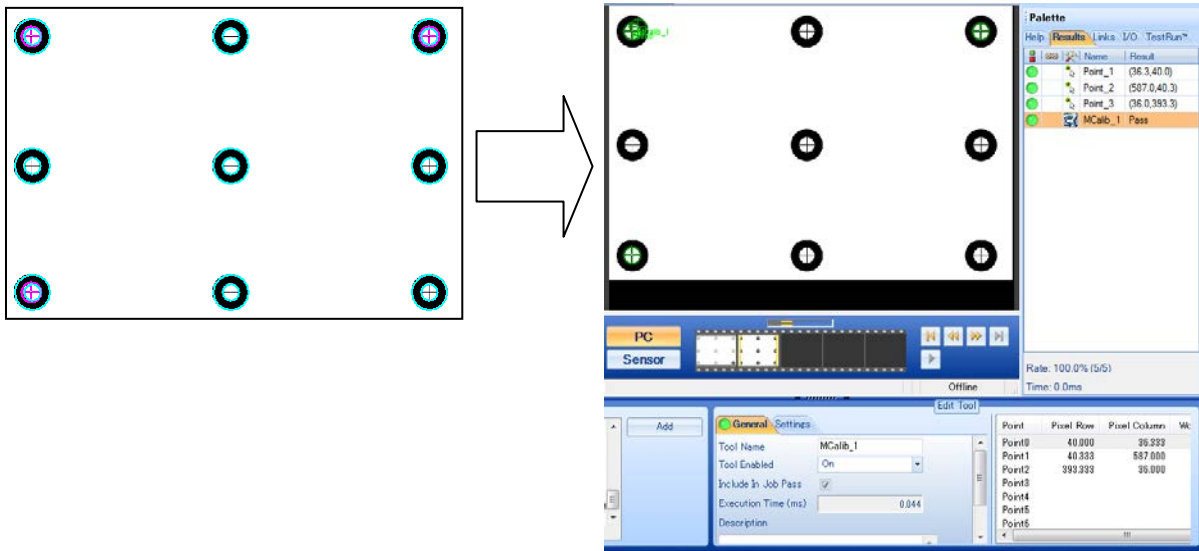 Palette
Help Results Links I/O TestRun™
Name Result
Point_1 (36.3,40.0)
Point_2 (587.0,40.3)
Point_3 (36.0,393.3)
MCalib_1 Pass
PC
Sensor
Offline
Rate: 100.0% (5/5)
Time: 0.0ms
Edit Tool
Add
General Settings
Tool Name MCalib_1
Tool Enabled On
Include In Job Pass
Execution Time (ms) 0.044
Description
Point Pixel Row Pixel Column Wo
Point0 40.000 36.333
Point1 40.333 587.000
Point2 393.333 36.000
Point3
Point4
Point5
Point6